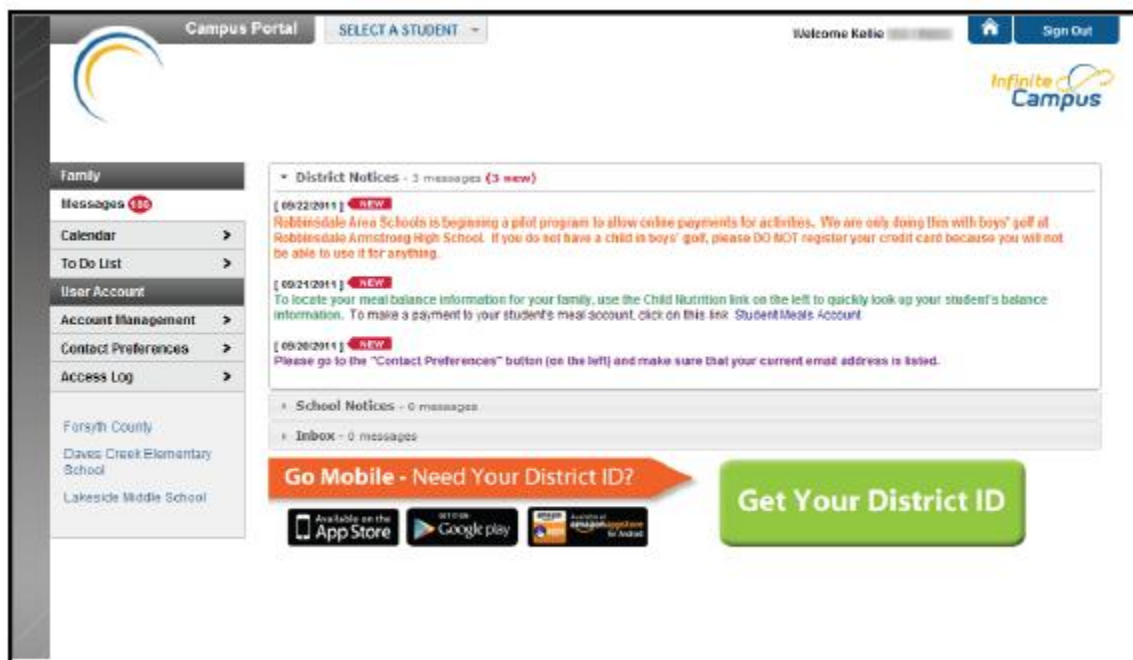 Campus Portal
SELECT A STUDENT
Welcome Kellie
Sign Out
Infinite
Campus
Family
Messages
Calendar
To Do List
User Account
Account Management
Contact Preferences
Access Log
Forsyth County
Daves Creek Elementary
School
Lakeside Middle School
District Notices - 3 messages (3 new)
[ 09/22/2011 ] NEW
Robbinsdale Area Schools is beginning a pilot program to allow online payments for activities. We are only doing this with boys' golf at
Robbinsdale Armstrong High School. If you do not have a child in boys' golf, please DO NOT register your credit card because you will not
be able to use it for anything.
[ 09/21/2011 ] NEW
To locate your meal balance information for your family, use the Child Nutrition link on the left to quickly look up your student's balance
information. To make a payment to your student's meal account, click on this link Student Meals Account
[ 09/20/2011 ] NEW
Please go to the "Contact Preferences" button (on the left) and make sure that your current email address is listed.
School Notices - 0 messages
Inbox - 0 messages
Go Mobile - Need Your District ID?
Available on the
App Store
GET IT ON
Google play
Available at
amazon appstore
for Android
Get Your District ID